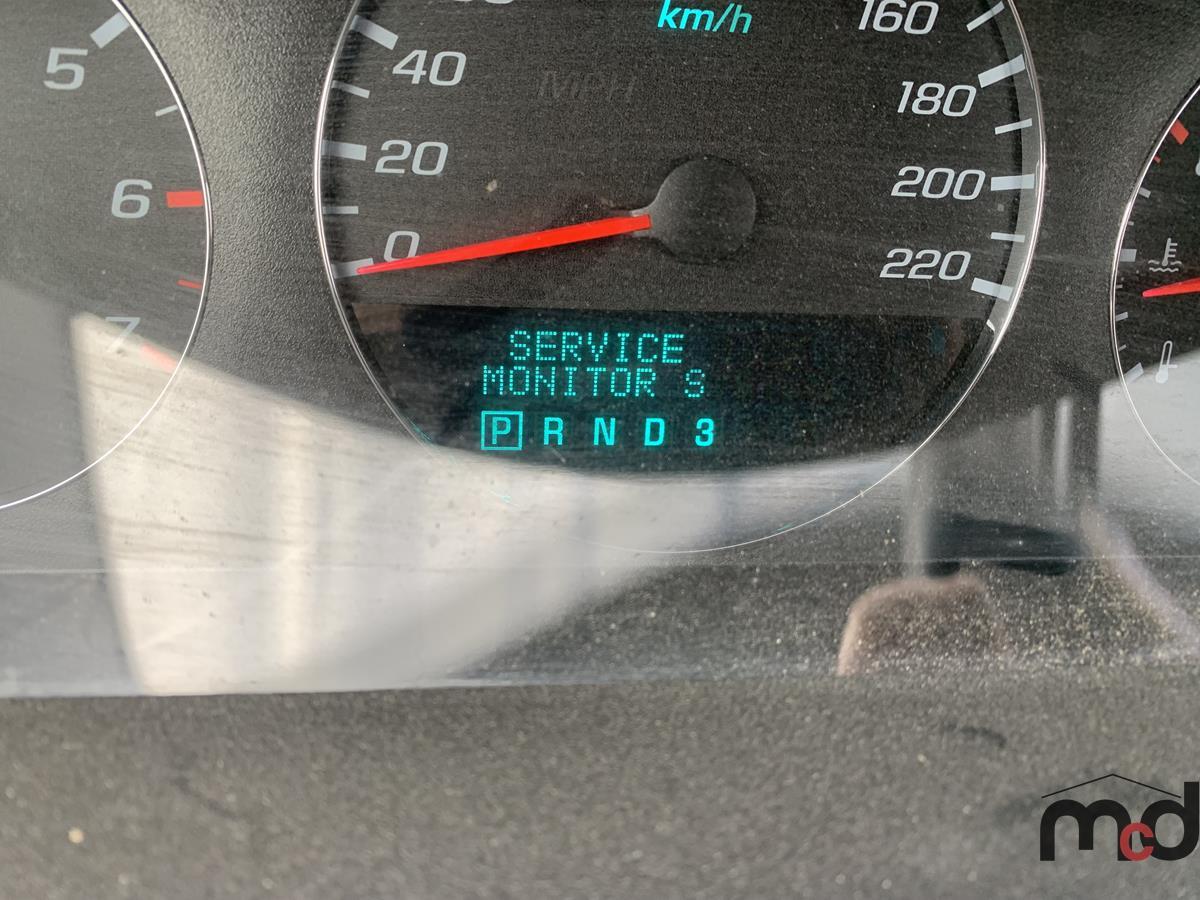 km/h
160
5
40
MPH
180
20
6
200
0
220
7
SERVICE
MONITOR S
P R N D 3
mcd